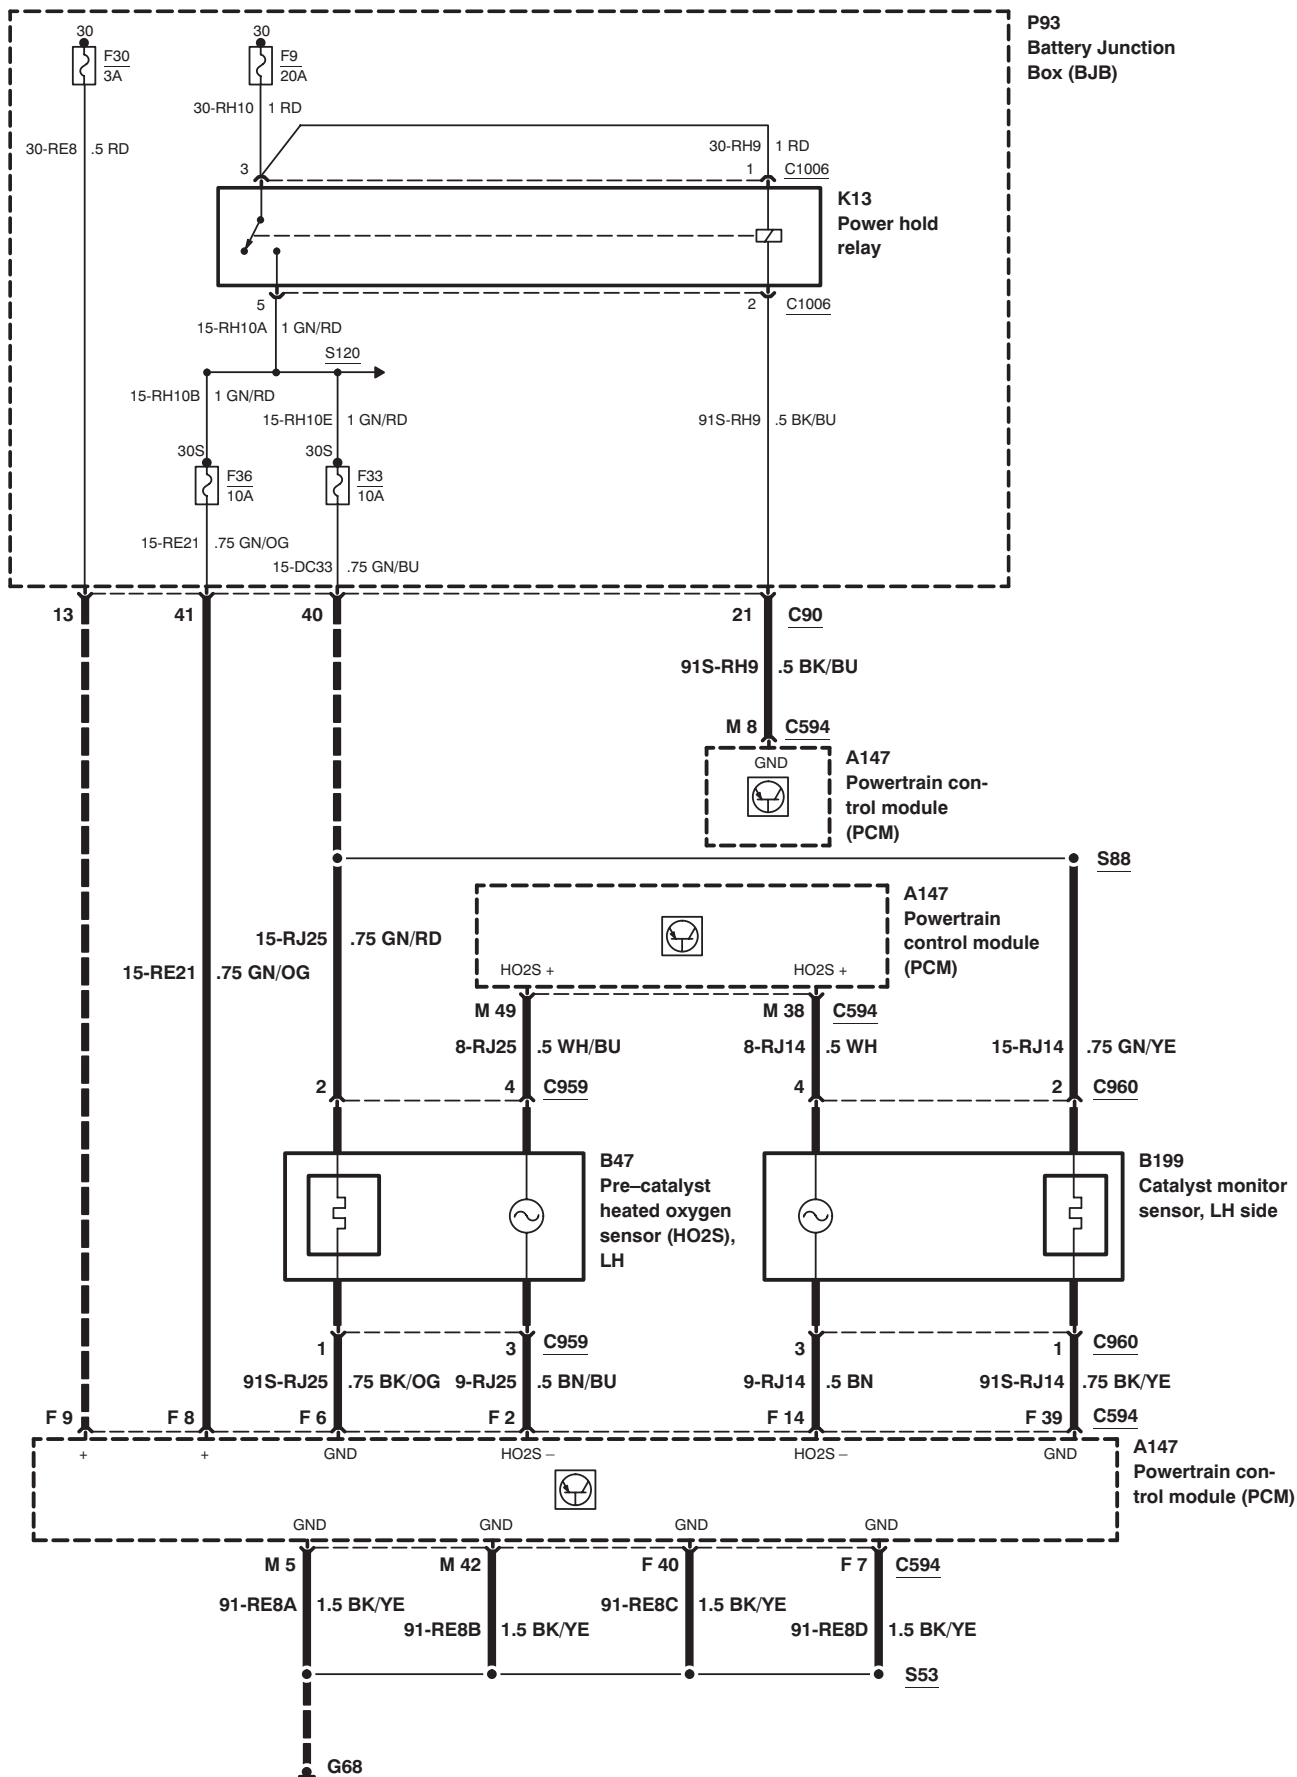 P93
Battery Junction
Box (BJB)
30
30
F30
3A
F9
20A
30-RH10 1 RD
30-RE8 .5 RD
30-RH9 1 RD
3
1
C1006
K13
Power hold
relay
5
2
C1006
15-RH10A 1 GN/RD
S120
15-RH10B 1 GN/RD
15-RH10E 1 GN/RD
91S-RH9 .5 BK/BU
30S
30S
F36
10A
F33
10A
15-RE21 .75 GN/OG
15-DC33 .75 GN/BU
13
41
40
21
C90
91S-RH9 .5 BK/BU
M 8
C594
GND
A147
Powertrain con-
trol module
(PCM)
S88
A147
Powertrain
control module
(PCM)
15-RJ25 .75 GN/RD
15-RE21 .75 GN/OG
HO2S +
HO2S +
M 49
M 38
C594
8-RJ25 .5 WH/BU
8-RJ14 .5 WH
15-RJ14 .75 GN/YE
2
4
C959
4
2
C960
B47
Pre–catalyst
heated oxygen
sensor (HO2S),
LH
B199
Catalyst monitor
sensor, LH side
1
3
C959
3
1
C960
91S-RJ25 .75 BK/OG
9-RJ25 .5 BN/BU
9-RJ14 .5 BN
91S-RJ14 .75 BK/YE
F 9
F 8
F 6
F 2
F 14
F 39
C594
+
+
GND
HO2S –
HO2S –
GND
A147
Powertrain con-
trol module (PCM)
GND
GND
GND
GND
M 5
M 42
F 40
F 7
C594
91-RE8A 1.5 BK/YE
91-RE8C 1.5 BK/YE
91-RE8B 1.5 BK/YE
91-RE8D 1.5 BK/YE
S53
G68